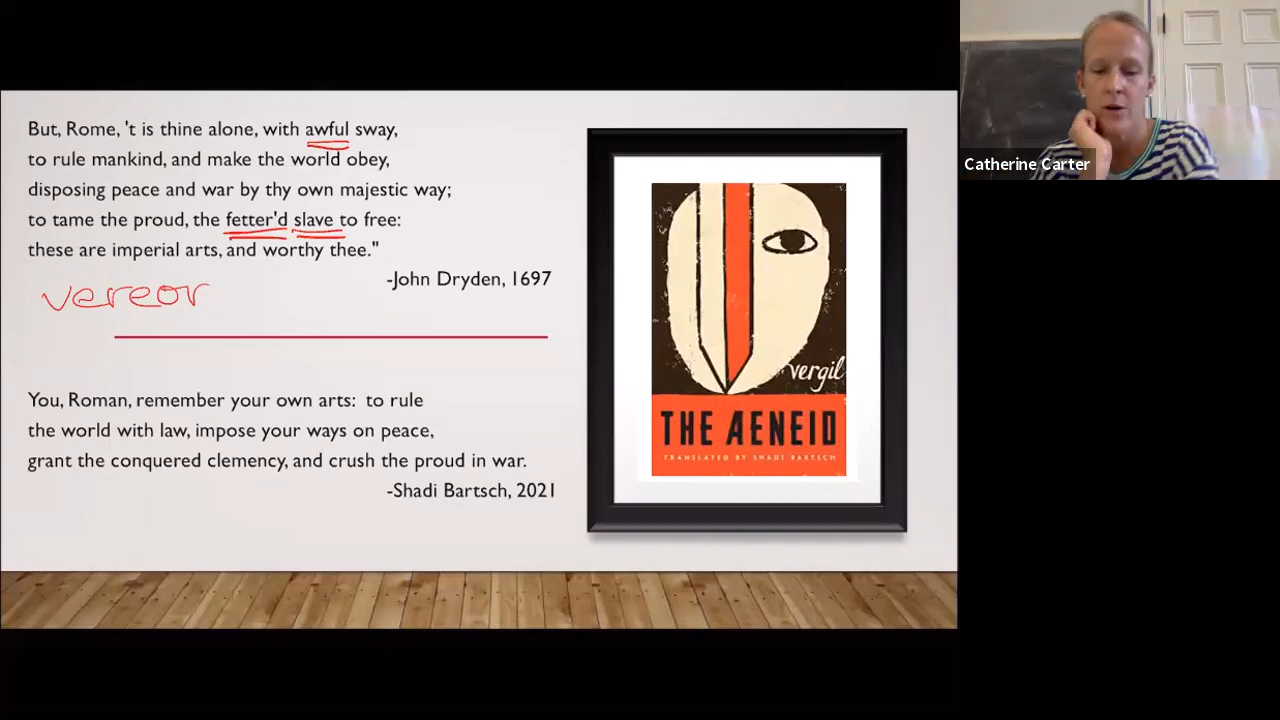 But, Rome, 't is thine alone, with awful sway,
to rule mankind, and make the world obey,
disposing peace and war by thy own majestic way;
to tame the proud, the fetter'd slave to free:
these are imperial arts, and worthy thee."
-John Dryden, 1697
vereor
You, Roman, remember your own arts: to rule
the world with law, impose your ways on peace,
grant the conquered clemency, and crush the proud in war.
-Shadi Bartsch, 2021
vergil
THE AENEID
TRANSLATED BY SHADI BARTSCH
Catherine Carter